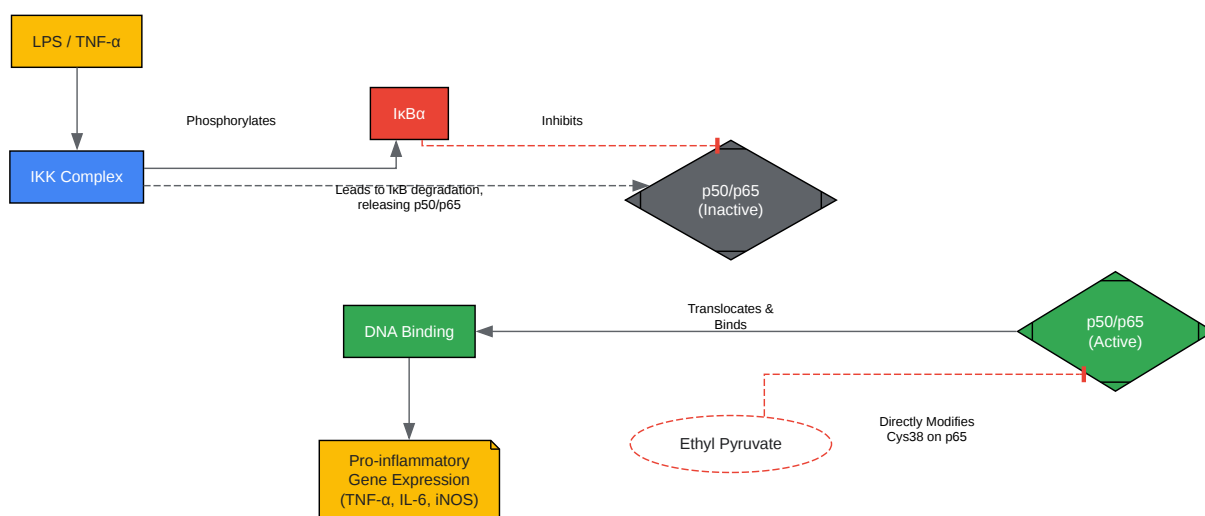 LPS / TNF-α
Phosphorylates
IκBα
Inhibits
IKK Complex
Leads to IκB degradation,
releasing p50/p65
p50/p65
(Inactive)
Translocates &
Binds
DNA Binding
p50/p65
(Active)
Directly Modifies
Cys38 on p65
Ethyl Pyruvate
Pro-inflammatory
Gene Expression
(TNF-α, IL-6, iNOS)